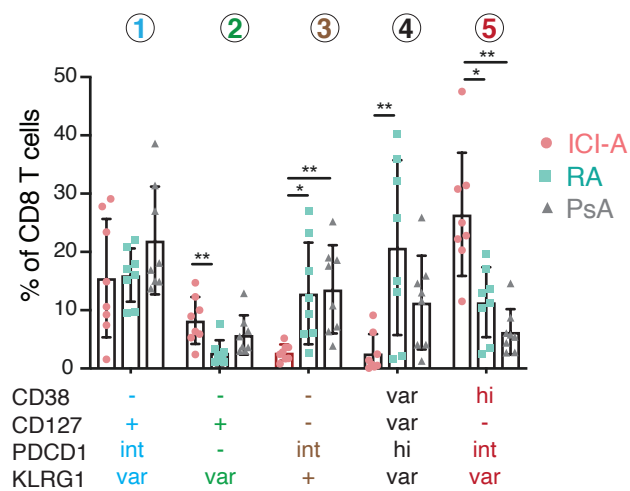 1 2 3 4 5
** ** ** ** **
* * *
50
40
30
20
10
0
% of CD8 T cells
ICI-A
RA
PsA
CD38 - - - var hi
CD127 + + - var -
PDCD1 int - int hi int
KLRG1 var var + var var